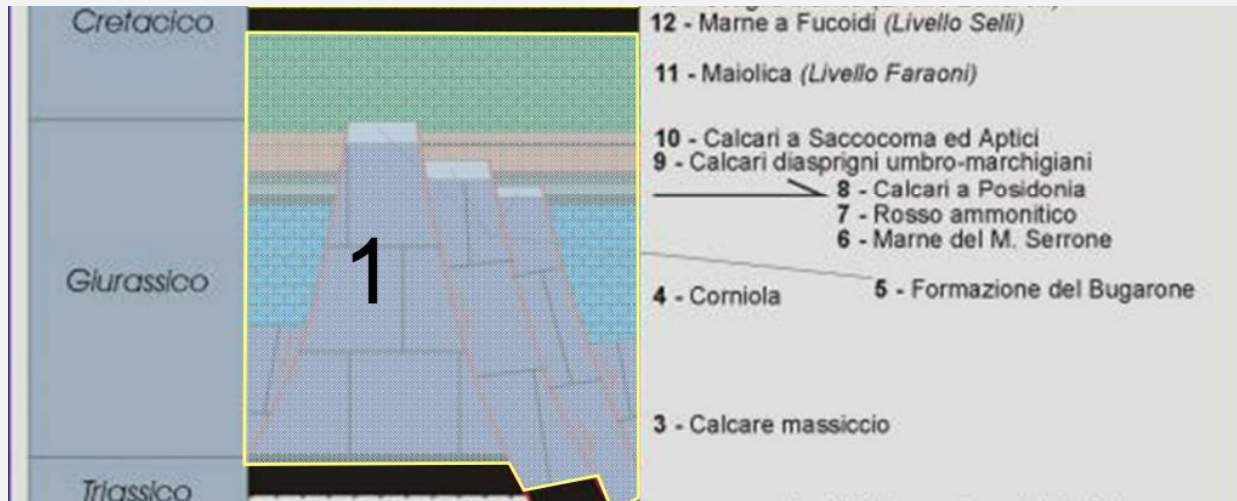 Cretacico
12 - Marne a Fucoidi (Livello Selli)
11 - Maiolica (Livello Faraoni)
10 - Calcari a Saccocoma ed Aptici
9 - Calcari diasprigni umbro-marchigiani
8 - Calcari a Posidonia
7 - Rosso ammonitico
6 - Marne del M. Serrone
1
Giurassico
4 - Corniola
5 - Formazione del Bugarone
3 - Calcare massiccio
Triassico